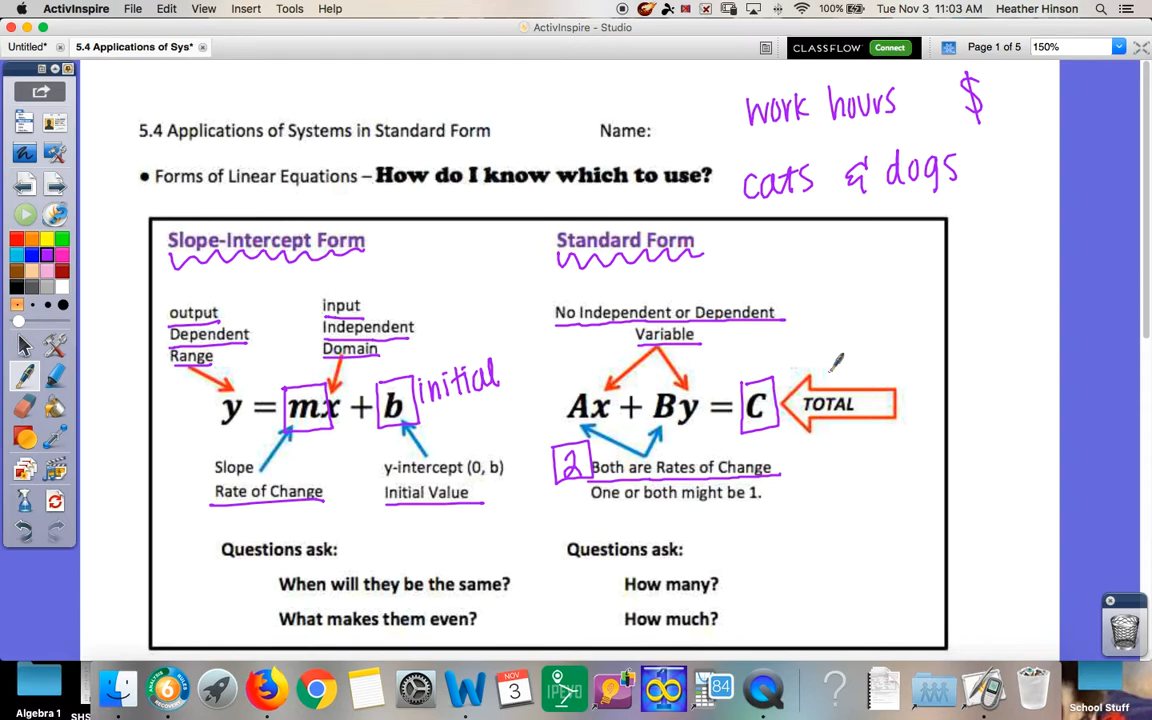 ActivInspire File Edit View Insert Tools Help 100% Tue Nov 3 11:03 AM Heather Hinson
ActivInspire - Studio
Untitled* 5.4 Applications of Sys* CLASSFLOW Connect Page 1 of 5 150%
work hours $
5.4 Applications of Systems in Standard Form Name:
cats & dogs
• Forms of Linear Equations – How do I know which to use?
Slope-Intercept Form
output
Dependent
Range
input
Independent
Domain
y = mx + b initial
Slope
Rate of Change
y-intercept (0, b)
Initial Value
Questions ask:
When will they be the same?
What makes them even?
Standard Form
No Independent or Dependent
Variable
Ax + By = C TOTAL
2 Both are Rates of Change
One or both might be 1.
Questions ask:
How many?
How much?
NOV
3
84
Algebra 1
SHS
School Stuff